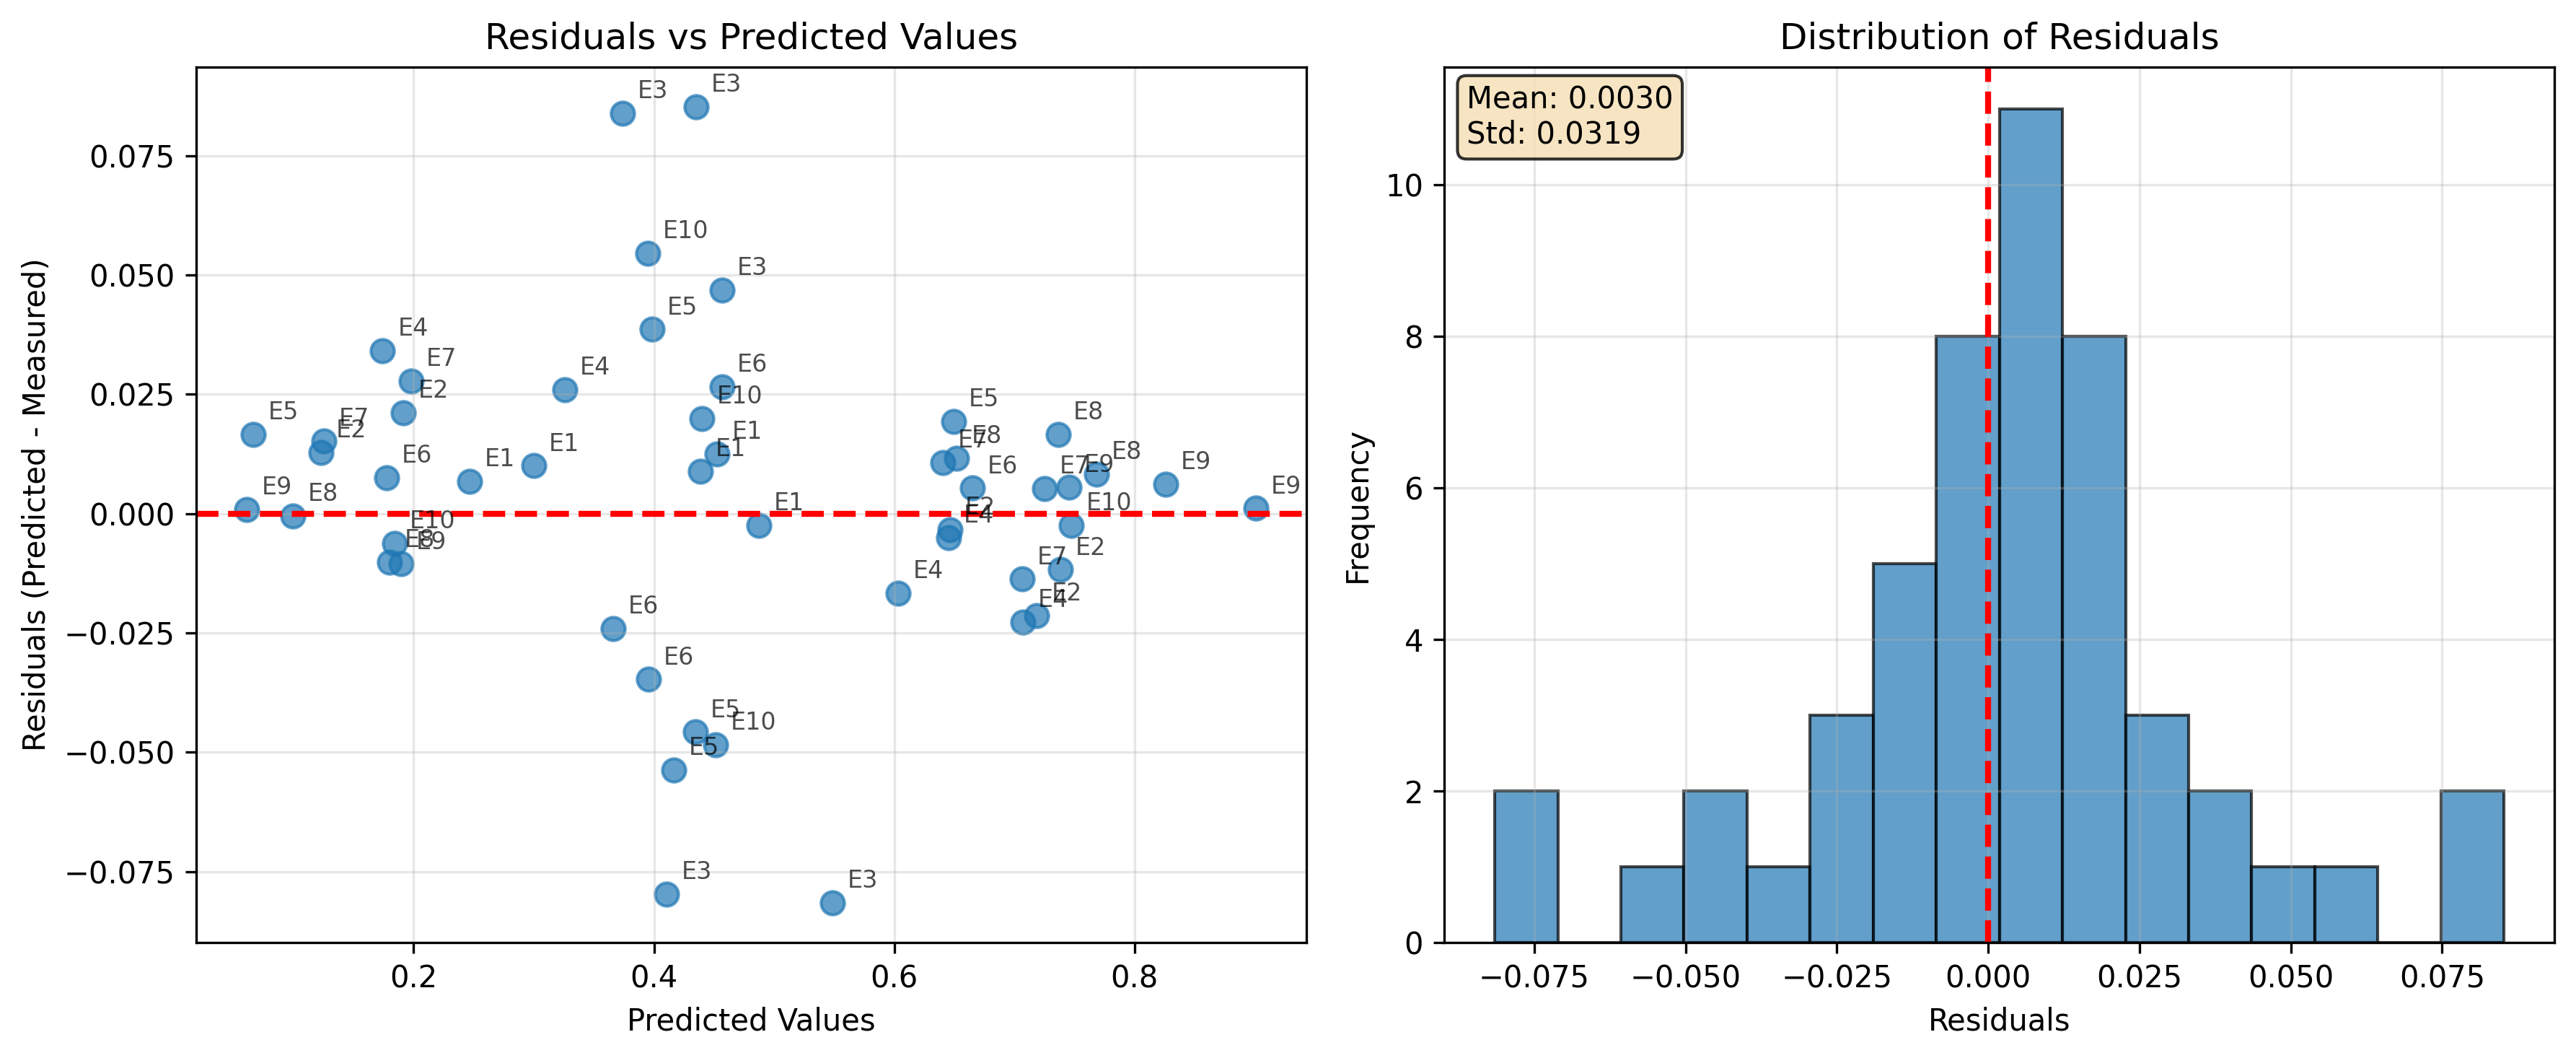 Residuals vs Predicted Values
Residuals (Predicted - Measured)
0.075
0.050
0.025
0.000
−0.025
−0.050
−0.075
E3
E3
E10
E3
E5
E4
E7
E2
E4
E6
E10
E5
E7
E2
E1
E1
E5
E8
E7
E8
E6
E1
E1
E6
E8
E7
E9
E9
E9
E8
E1
E2
E4
E10
E9
E10
E8
E9
E4
E7
E2
E2
E4
E6
E6
E5
E10
E5
E3
E3
0.2
0.4
0.6
0.8
Predicted Values
Distribution of Residuals
Mean: 0.0030
Std: 0.0319
Frequency
10
8
6
4
2
0
−0.075
−0.050
−0.025
0.000
0.025
0.050
0.075
Residuals